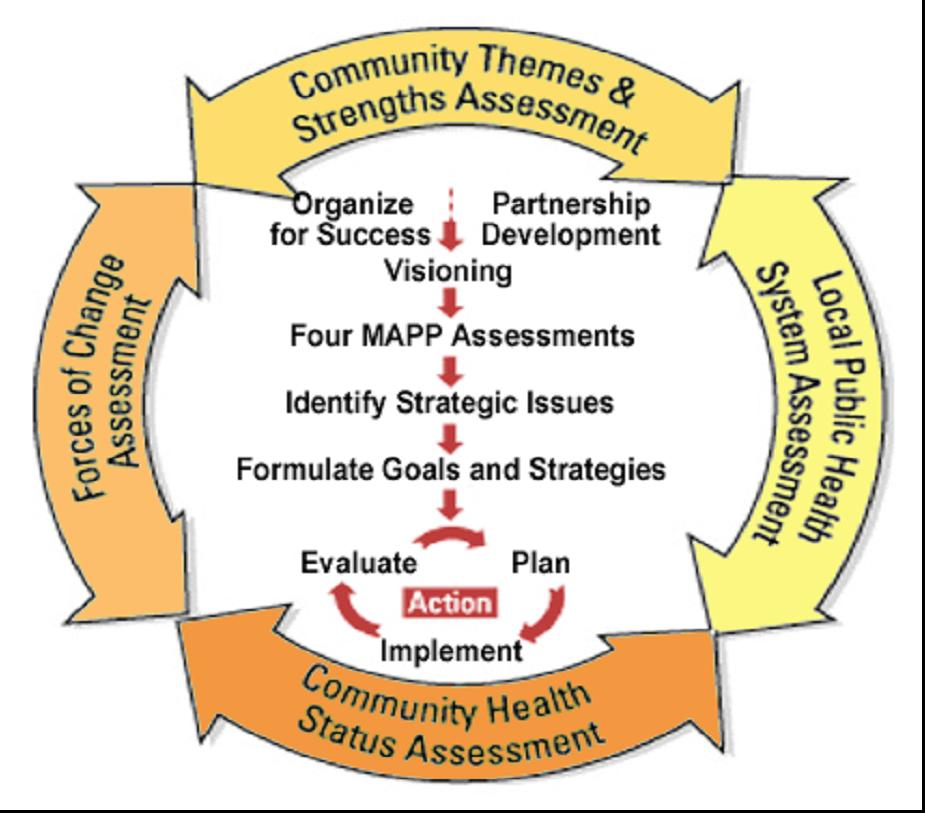 Community Themes &
Strengths Assessment
Organize
for Success
Partnership
Development
Visioning
Four MAPP Assessments
Identify Strategic Issues
Formulate Goals and Strategies
Evaluate
Plan
Action
Implement
Forces of Change
Assessment
Local Public Health
System Assessment
Community Health
Status Assessment